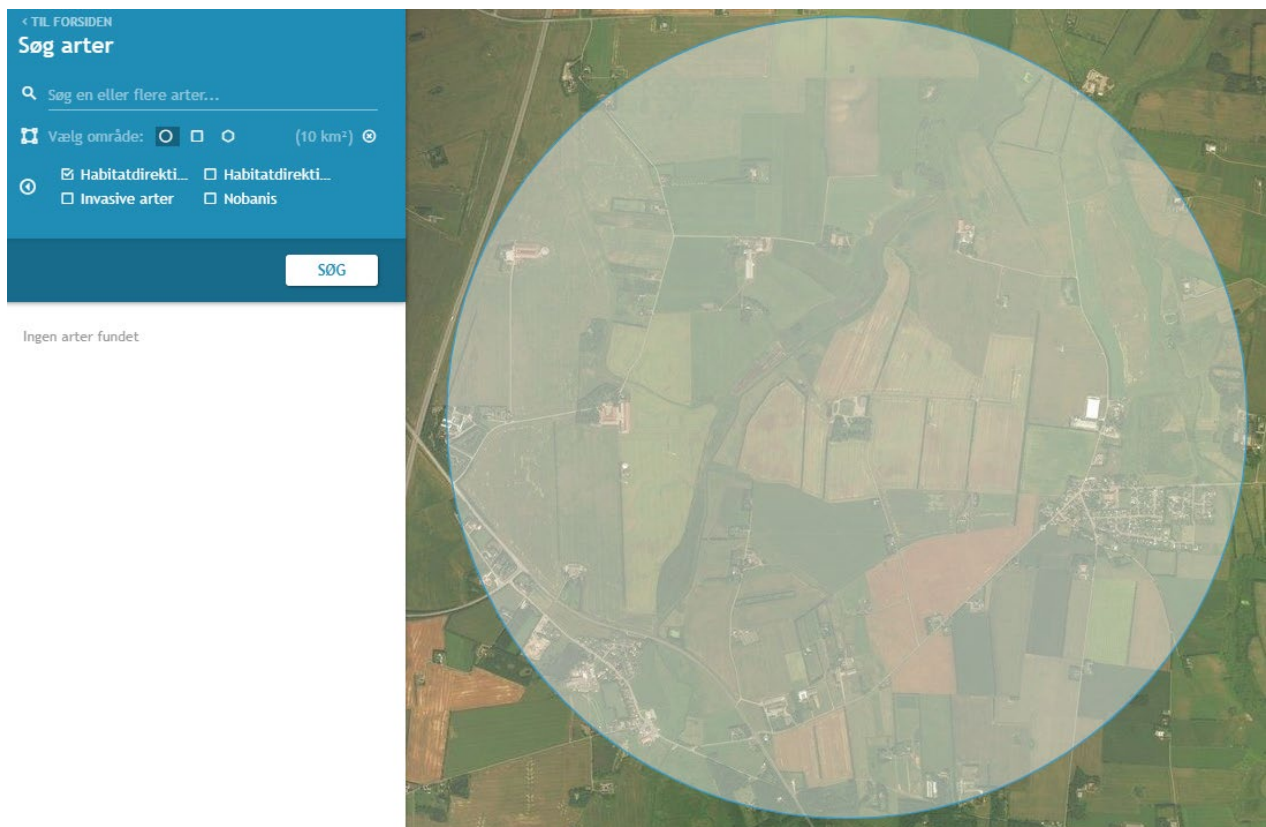 < TIL FORSIDEN
Søg arter
Søg en eller flere arter...
Vælg område: (10 km²)
Habitatdirekti... Habitatdirekti...
Invasive arter Nobanis
SØG
Ingen arter fundet